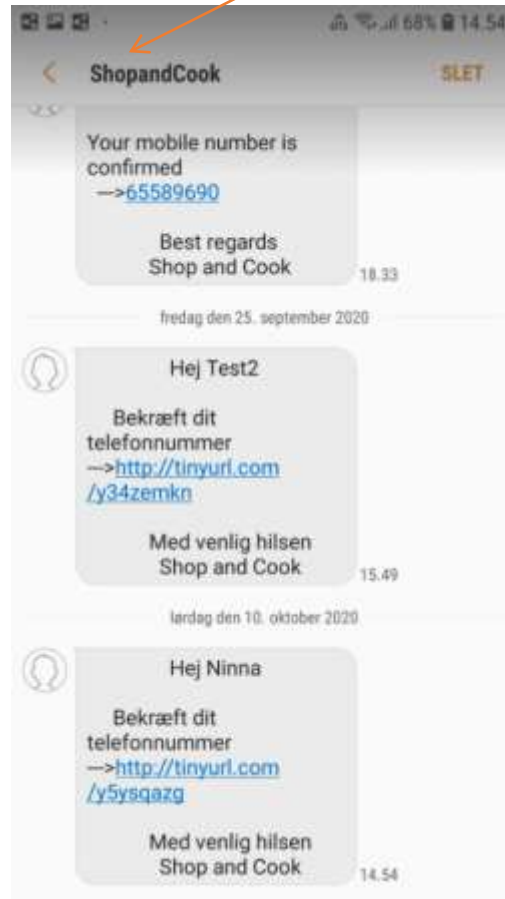 68% 14.54
ShopandCook SLET
Your mobile number is
confirmed
—>65589690
Best regards
Shop and Cook
18.33
fredag den 25. september 2020
Hej Test2
Bekræft dit
telefonnummer
—>http://tinyurl.com
/y34zemkn
Med venlig hilsen
Shop and Cook
15.49
lørdag den 10. oktober 2020
Hej Ninna
Bekræft dit
telefonnummer
—>http://tinyurl.com
/y5ysqazg
Med venlig hilsen
Shop and Cook
14.54